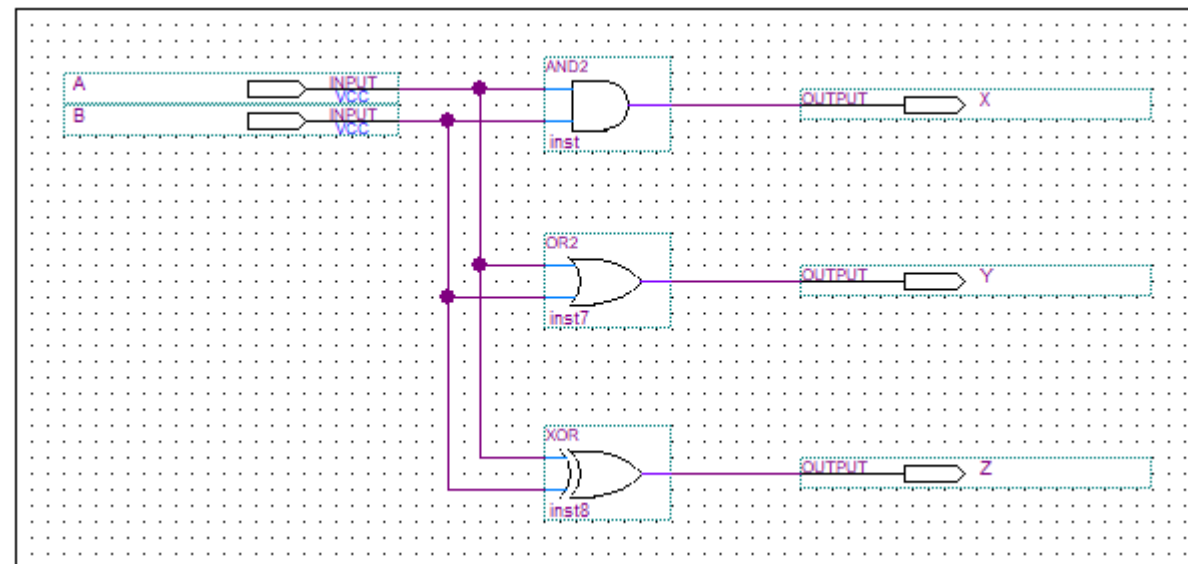 AND2
A INPUT VCC
B INPUT VCC
inst
OUTPUT X
OR2
inst7
OUTPUT Y
XOR
inst8
OUTPUT Z